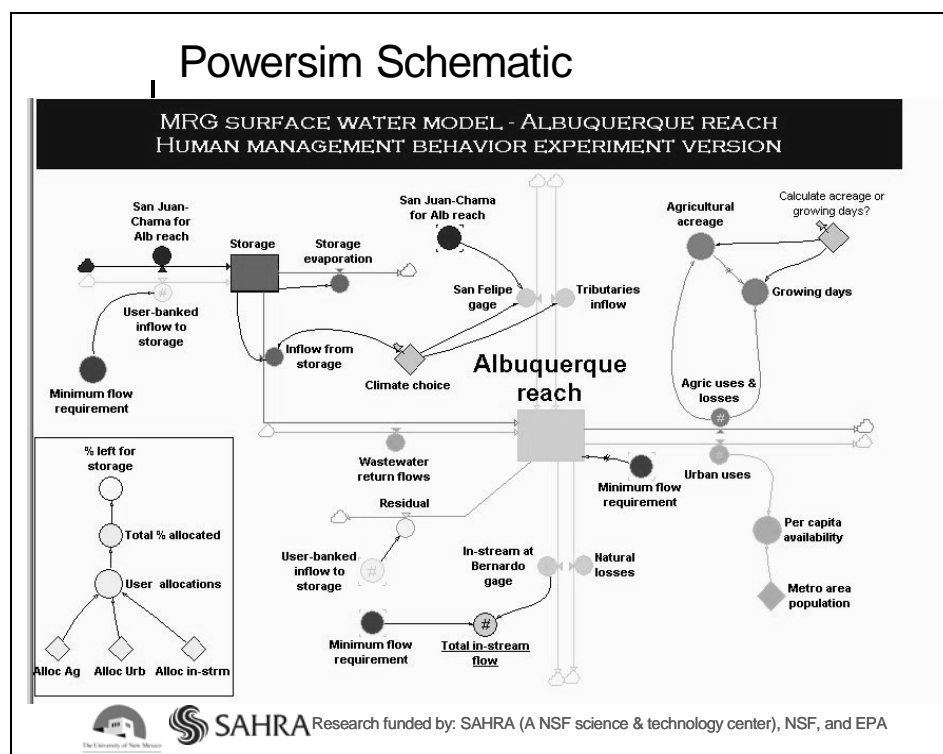 Powersim Schematic
MRG SURFACE WATER MODEL - ALBUQUERQUE REACH
HUMAN MANAGEMENT BEHAVIOR EXPERIMENT VERSION
San Juan-
Chama for
Alb reach
Storage
Storage
evaporation
User-banked
inflow to
storage
#
Minimum flow
requirement
Inflow from
storage
San Juan-Chama
for Alb reach
San Felipe
gage
Tributaries
inflow
Climate choice
Agricultural
acreage
Calculate acreage or
growing days?
Growing days
Albuquerque
reach
Agric uses &
losses
#
Wastewater
return flows
Minimum flow
requirement
#
Urban uses
Residual
User-banked
inflow to
storage
#
In-stream at
Bernardo
gage
#
Natural
losses
Minimum flow
requirement
#
Total in-stream
flow
Per capita
availability
Metro area
population
% left for
storage
Total % allocated
User allocations
Alloc Ag
Alloc Urb
Alloc in-strm
The University of New Mexico
SAHRA
Research funded by: SAHRA (A NSF science & technology center), NSF, and EPA